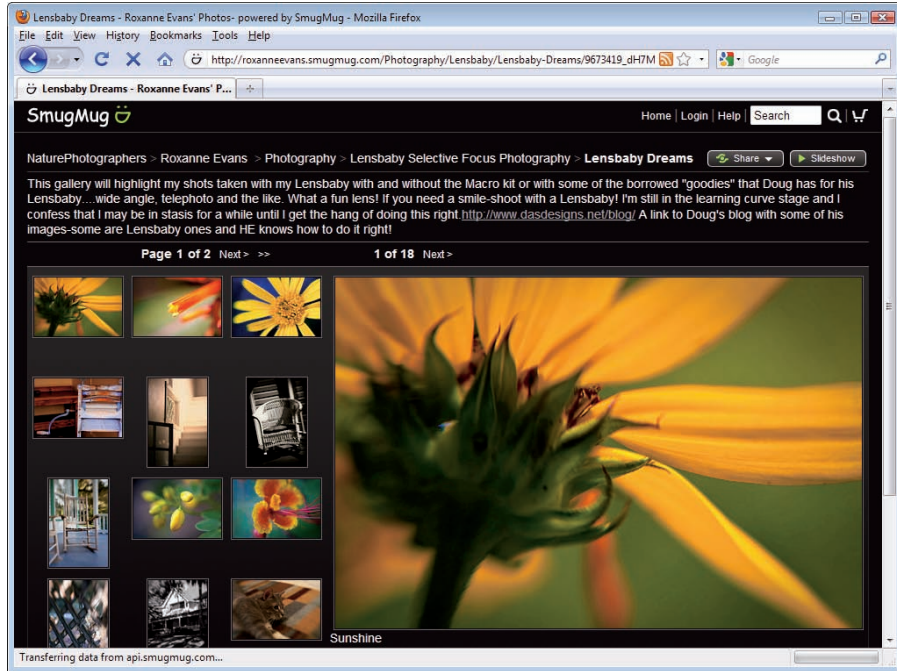 Lensbaby Dreams - Roxanne Evans' Photos- powered by SmugMug - Mozilla Firefox
File Edit View History Bookmarks Tools Help
http://roxanneevans.smugmug.com/Photography/Lensbaby/Lensbaby-Dreams/9673419_dH7M Google
Lensbaby Dreams - Roxanne Evans' P...
SmugMug Home | Login | Help | Search
NaturePhotographers > Roxanne Evans > Photography > Lensbaby Selective Focus Photography > Lensbaby Dreams Share Slideshow
This gallery will highlight my shots taken with my Lensbaby with and without the Macro kit or with some of the borrowed "goodies" that Doug has for his
Lensbaby....wide angle, telephoto and the like. What a fun lens! If you need a smile-shoot with a Lensbaby! I'm still in the learning curve stage and I
confess that I may be in stasis for a while until I get the hang of doing this right.http://www.dasdesigns.net/blog/ A link to Doug's blog with some of his
images-some are Lensbaby ones and HE knows how to do it right!
Page 1 of 2 Next > >> 1 of 18 Next >
Sunshine
Transferring data from api.smugmug.com...